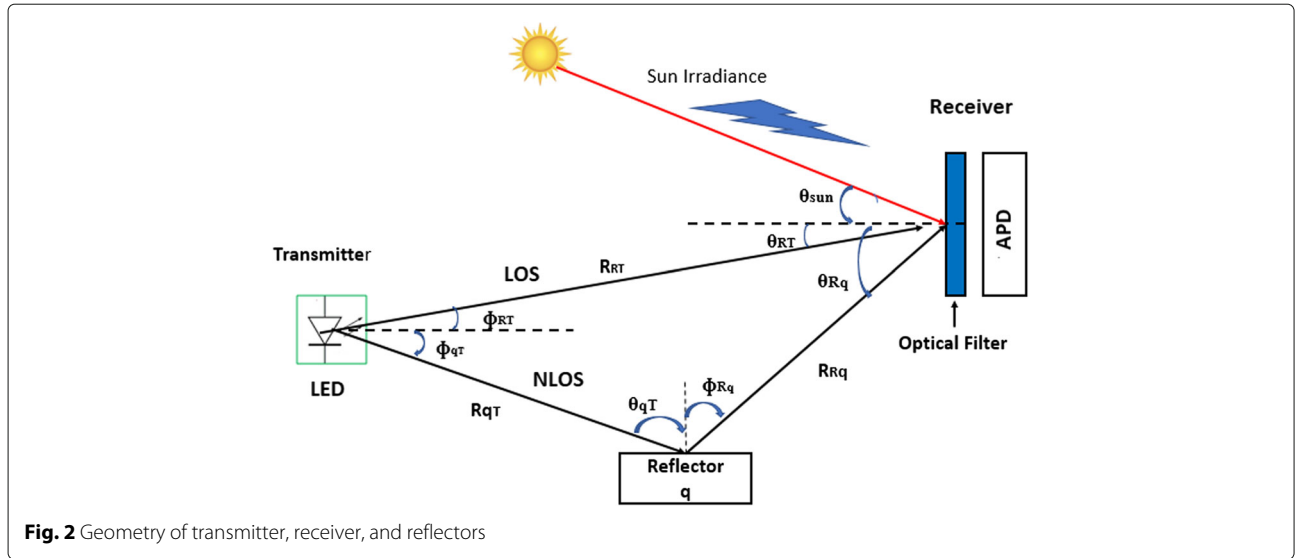 Sun Irradiance
Receiver
θsun
APD
Transmitter
θRT
LOS
RRT
θRq
ΦRT
Optical Filter
ΦqT
RRq
LED
NLOS
ΦRq
θqT
RqT
Reflector
q
Fig. 2 Geometry of transmitter, receiver, and reflectors